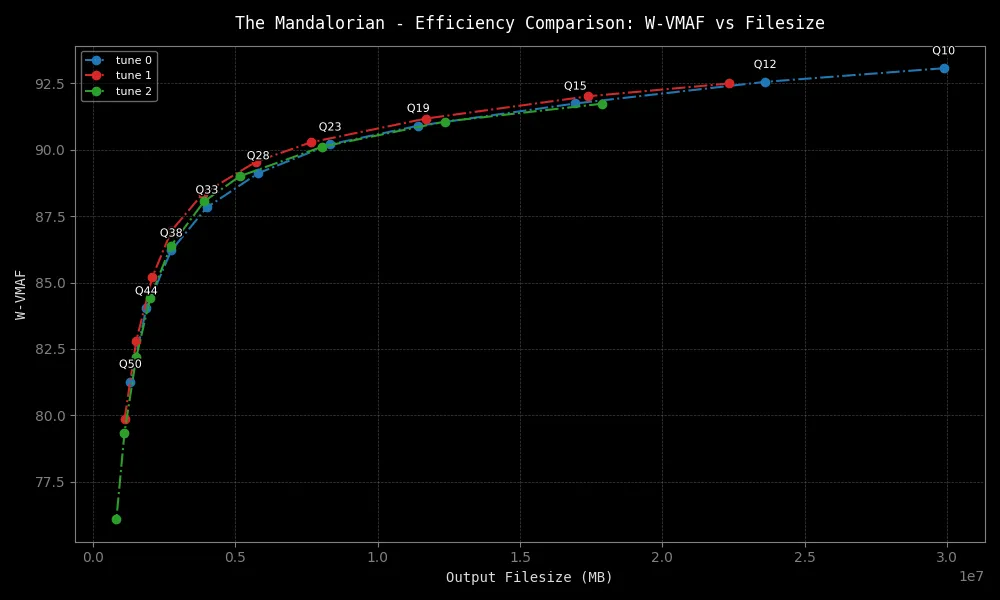 The Mandalorian - Efficiency Comparison: W-VMAF vs Filesize
tune 0
tune 1
tune 2
Q10
Q12
Q15
Q19
Q23
Q28
Q33
Q38
Q44
Q50
92.5
90.0
87.5
85.0
82.5
80.0
77.5
W-VMAF
0.0 0.5 1.0 1.5 2.0 2.5 3.0
1e7
Output Filesize (MB)